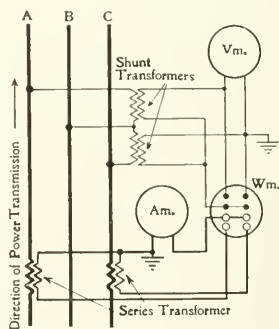 A B C
Vm.
Shunt
Transformers
Direction of Power Transmission
Wm.
Am.
Series Transformer